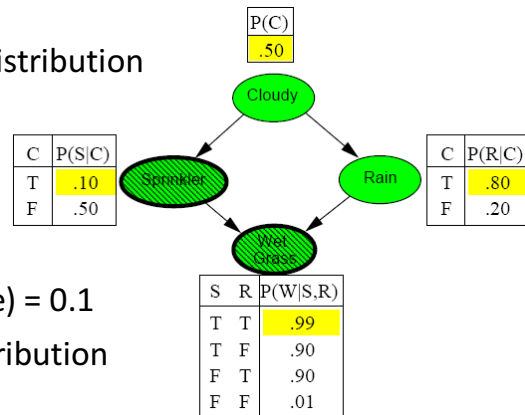 P(C)
.50
istribution
Cloudy
C P(S|C)
T .10
F .50
Sprinkler
Rain
C P(R|C)
T .80
F .20
Wet
Grass
S R P(W|S,R)
T T .99
T F .90
F T .90
F F .01
e) = 0.1
ribution